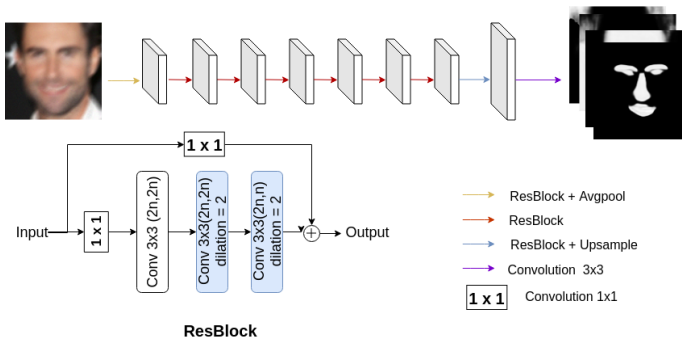 1 x 1
Input
1 x 1
Conv 3x3 (2n,2n)
Conv 3x3(2n,2n)
dilation = 2
Conv 3x3(2n,n)
dilation = 2
Output
ResBlock
ResBlock + Avgpool
ResBlock
ResBlock + Upsample
Convolution 3x3
1 x 1 Convolution 1x1